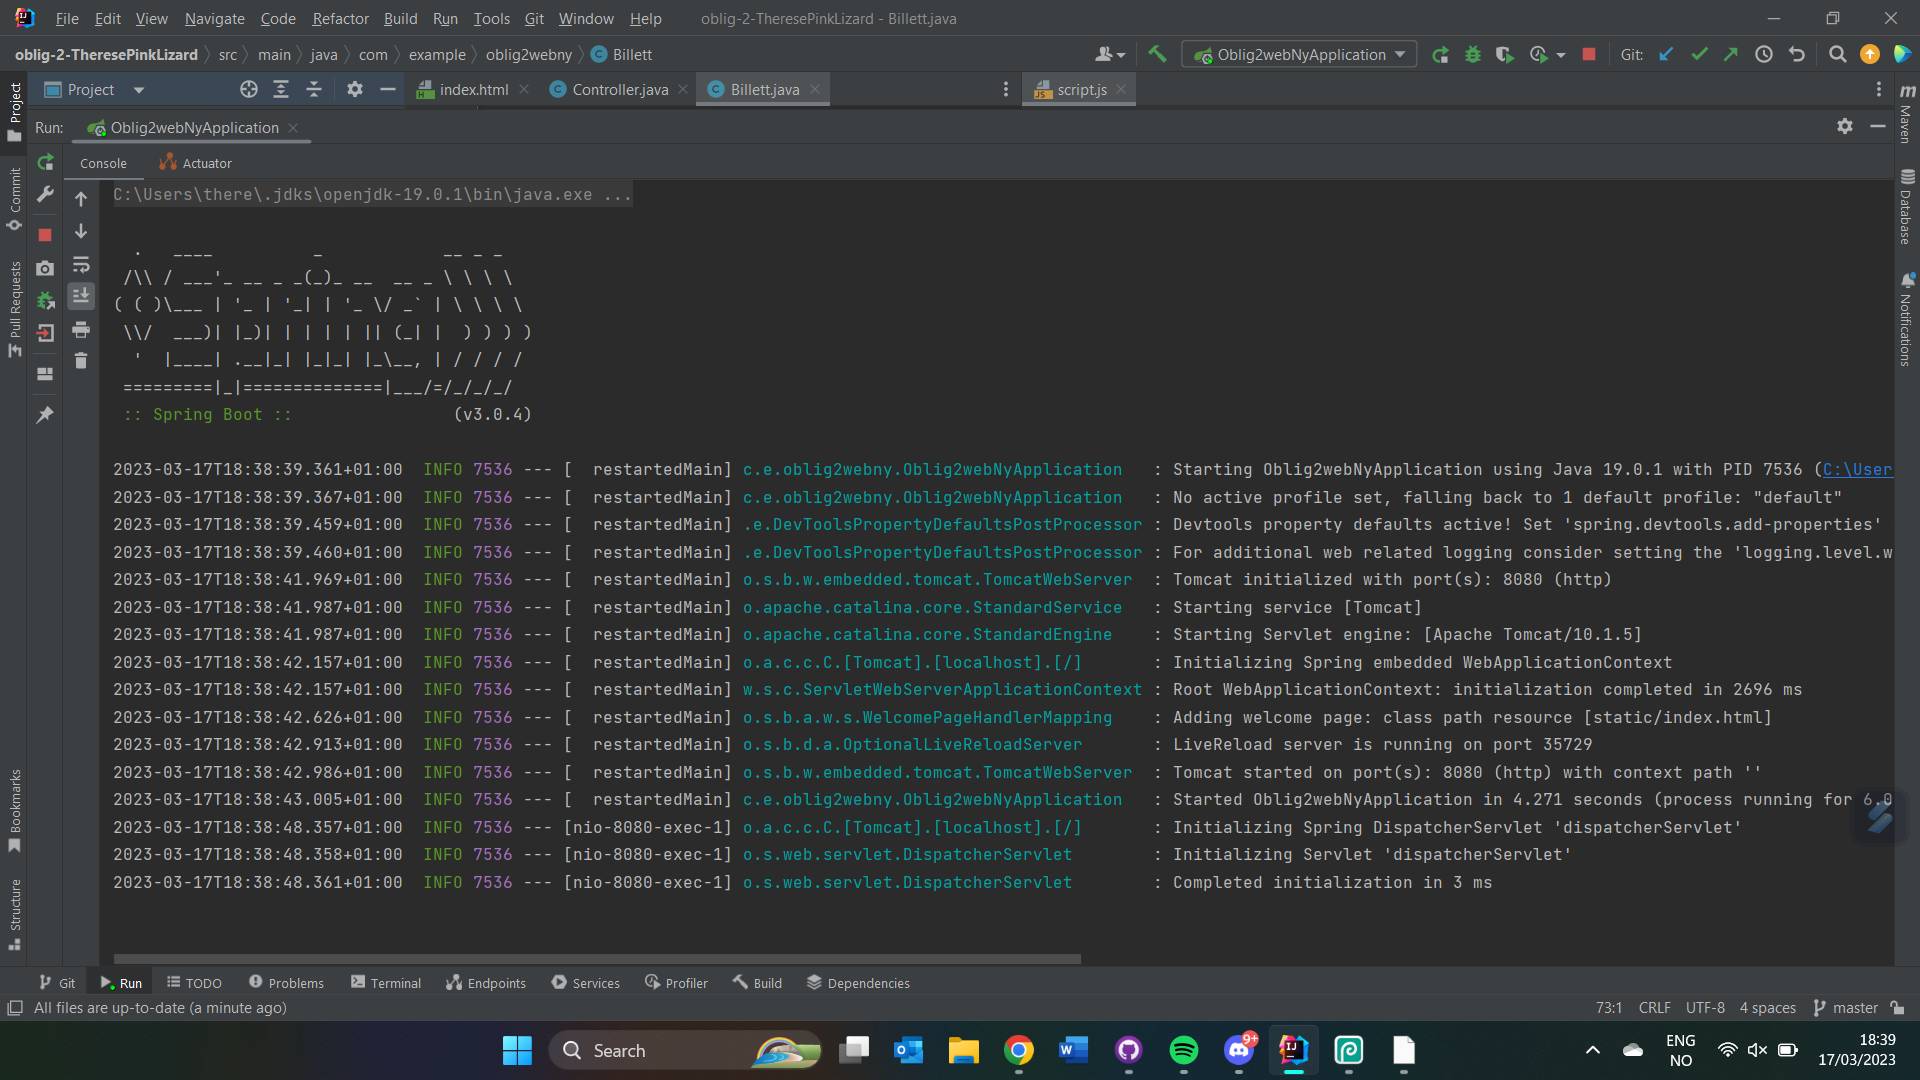 File Edit View Navigate Code Refactor Build Run Tools Git Window Help oblig-2-TheresePinkLizard - Billett.java
oblig-2-TheresePinkLizard src main java com example oblig2webny Billett Oblig2webNyApplication Git:
Project index.html Controller.java Billett.java script.js
Run: Oblig2webNyApplication
Console Actuator
C:\Users\there\.jdks\openjdk-19.0.1\bin\java.exe ...
  .   ____          _            __ _ _
 /\\ / ___'_ __ _ _(_)_ __  __ _ \ \ \ \
( ( )\___ | '_ | '_| | '_ \/ _` | \ \ \ \
 \\/  ___)| |_)| | | | | || (_| |  ) ) ) )
  '  |____| .__|_| |_|_| |_\__, | / / / /
 =========|_|==============|___/=/_/_/_/
 :: Spring Boot ::                (v3.0.4)
2023-03-17T18:38:39.361+01:00  INFO 7536 --- [  restartedMain] c.e.oblig2webny.Oblig2webNyApplication   : Starting Oblig2webNyApplication using Java 19.0.1 with PID 7536 (C:\User
2023-03-17T18:38:39.367+01:00  INFO 7536 --- [  restartedMain] c.e.oblig2webny.Oblig2webNyApplication   : No active profile set, falling back to 1 default profile: "default"
2023-03-17T18:38:39.459+01:00  INFO 7536 --- [  restartedMain] .e.DevToolsPropertyDefaultsPostProcessor : Devtools property defaults active! Set 'spring.devtools.add-properties'
2023-03-17T18:38:39.460+01:00  INFO 7536 --- [  restartedMain] .e.DevToolsPropertyDefaultsPostProcessor : For additional web related logging consider setting the 'logging.level.w
2023-03-17T18:38:41.969+01:00  INFO 7536 --- [  restartedMain] o.s.b.w.embedded.tomcat.TomcatWebServer  : Tomcat initialized with port(s): 8080 (http)
2023-03-17T18:38:41.987+01:00  INFO 7536 --- [  restartedMain] o.apache.catalina.core.StandardService   : Starting service [Tomcat]
2023-03-17T18:38:41.987+01:00  INFO 7536 --- [  restartedMain] o.apache.catalina.core.StandardEngine    : Starting Servlet engine: [Apache Tomcat/10.1.5]
2023-03-17T18:38:42.157+01:00  INFO 7536 --- [  restartedMain] o.a.c.c.C.[Tomcat].[localhost].[/]       : Initializing Spring embedded WebApplicationContext
2023-03-17T18:38:42.157+01:00  INFO 7536 --- [  restartedMain] w.s.c.ServletWebServerApplicationContext : Root WebApplicationContext: initialization completed in 2696 ms
2023-03-17T18:38:42.626+01:00  INFO 7536 --- [  restartedMain] o.s.b.a.w.s.WelcomePageHandlerMapping    : Adding welcome page: class path resource [static/index.html]
2023-03-17T18:38:42.913+01:00  INFO 7536 --- [  restartedMain] o.s.b.d.a.OptionalLiveReloadServer       : LiveReload server is running on port 35729
2023-03-17T18:38:42.986+01:00  INFO 7536 --- [  restartedMain] o.s.b.w.embedded.tomcat.TomcatWebServer  : Tomcat started on port(s): 8080 (http) with context path ''
2023-03-17T18:38:43.005+01:00  INFO 7536 --- [  restartedMain] c.e.oblig2webny.Oblig2webNyApplication   : Started Oblig2webNyApplication in 4.271 seconds (process running for 6.0
2023-03-17T18:38:48.357+01:00  INFO 7536 --- [nio-8080-exec-1] o.a.c.c.C.[Tomcat].[localhost].[/]       : Initializing Spring DispatcherServlet 'dispatcherServlet'
2023-03-17T18:38:48.358+01:00  INFO 7536 --- [nio-8080-exec-1] o.s.web.servlet.DispatcherServlet        : Initializing Servlet 'dispatcherServlet'
2023-03-17T18:38:48.361+01:00  INFO 7536 --- [nio-8080-exec-1] o.s.web.servlet.DispatcherServlet        : Completed initialization in 3 ms
Project
Commit
Pull Requests
Bookmarks
Structure
Maven
Database
Notifications
Git Run TODO Problems Terminal Endpoints Services Profiler Build Dependencies
All files are up-to-date (a minute ago) 73:1 CRLF UTF-8 4 spaces master
Search 9+ ENG 18:39
NO 17/03/2023